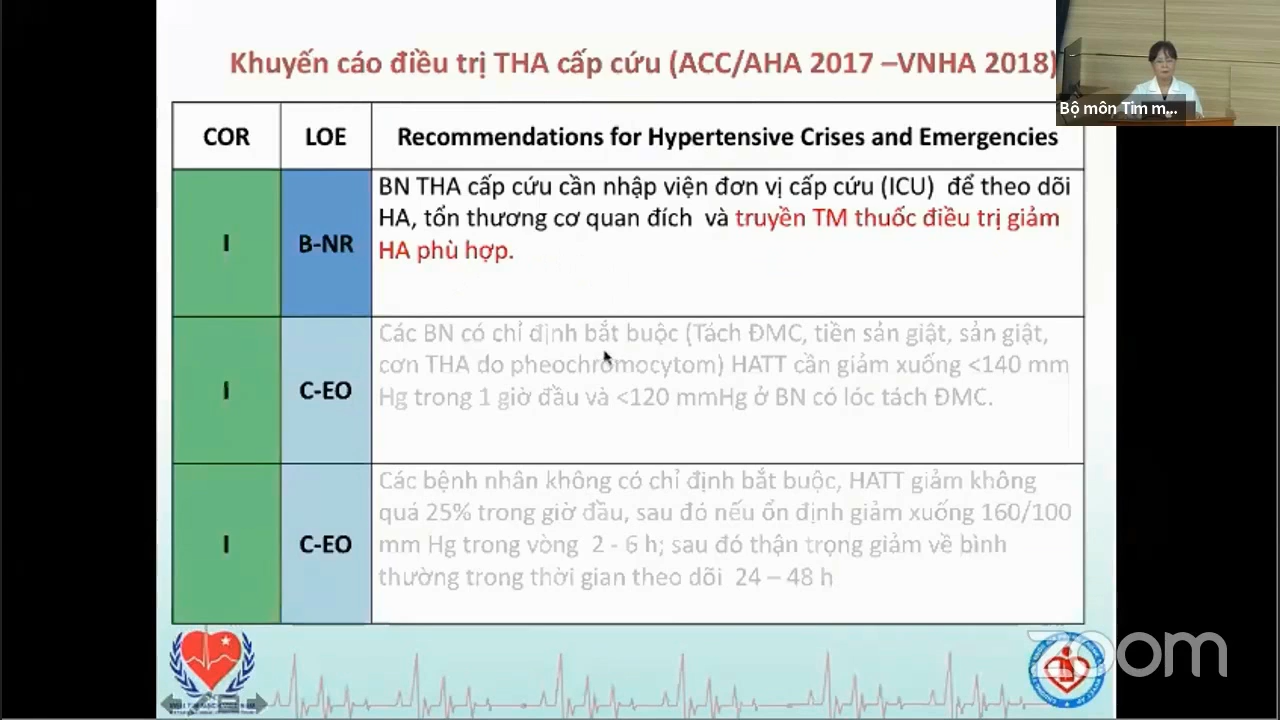 Khuyến cáo điều trị THA cấp cứu (ACC/AHA 2017 –VNHA 2018)
Bộ môn Tim m...
COR LOE Recommendations for Hypertensive Crises and Emergencies
I B-NR
BN THA cấp cứu cần nhập viện đơn vị cấp cứu (ICU) để theo dõi
HA, tổn thương cơ quan đích và truyền TM thuốc điều trị giảm
HA phù hợp.
I C-EO
Các BN có chỉ định bắt buộc (Tách ĐMC, tiền sản giật, sản giật,
cơn THA do pheochromocytom) HATT cần giảm xuống <140 mm
Hg trong 1 giờ đầu và <120 mmHg ở BN có lóc tách ĐMC.
I C-EO
Các bệnh nhân không có chỉ định bắt buộc, HATT giảm không
quá 25% trong giờ đầu, sau đó nếu ổn định giảm xuống 160/100
mm Hg trong vòng 2 - 6 h; sau đó thận trọng giảm về bình
thường trong thời gian theo dõi 24 – 48 h
zoom